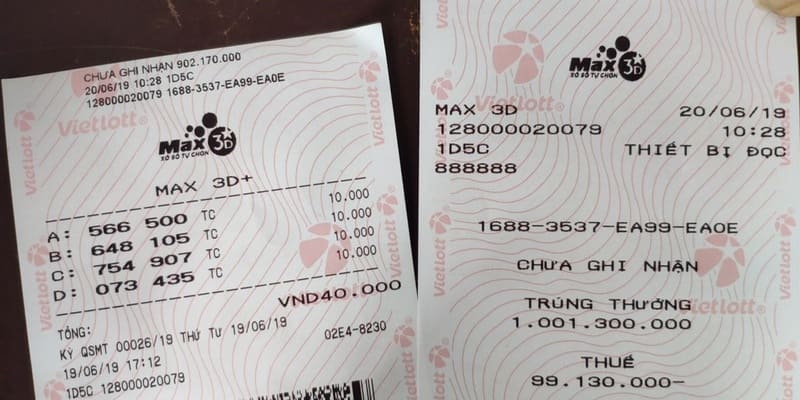 CHƯA GHI NHẬN 902.170.000
20/06/19 10:28 1D5C
128000020079 1688-3537-EA99-EA0E
Vietlott
Max 3D
XỔ SỐ TỰ CHỌN
MAX 3D+
A: 566 500 TC 10.000
B: 648 105 TC 10.000
C: 754 907 TC 10.000
D: 073 435 TC 10.000
VND40.000
TỔNG:
KỲ QSMT 00026/19 THỨ TƯ 19/06/19
19/06/19 17:12 02E4-8230
1D5C 128000020079
Vietlott
Max 3D
XỔ SỐ TỰ CHỌN
MAX 3D 20/06/19
128000020079 10:28
1D5C THIẾT BỊ ĐỌC
888888
1688-3537-EA99-EA0E
CHƯA GHI NHẬN
TRÚNG THƯỞNG
1.001.300.000
THUẾ
99.130.000-